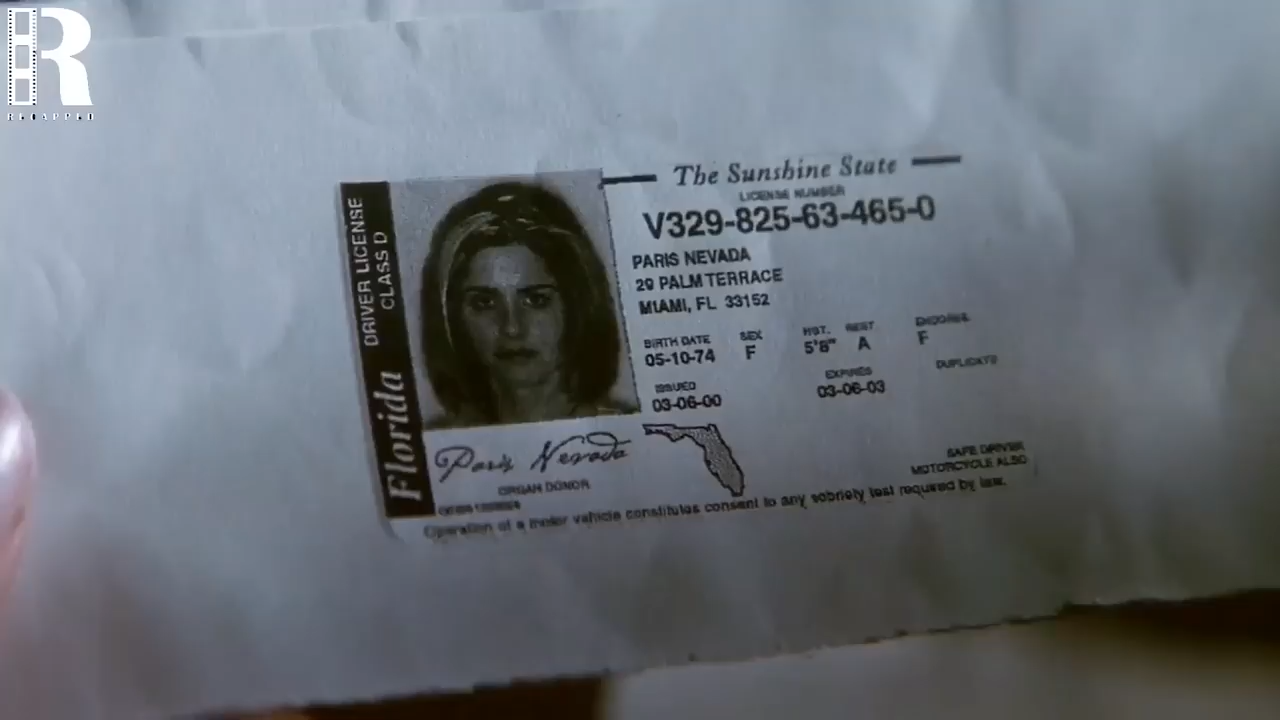 R
RECAPPED
The Sunshine State
LICENSE NUMBER
V329-825-63-465-0
PARIS NEVADA
29 PALM TERRACE
MIAMI, FL 33152
BIRTH DATE SEX HGT. REST
05-10-74 F 5'8" A F
ISSUED EXPIRES DUPLICATE
03-06-00 03-06-03
DRIVER LICENSE
CLASS D
Florida
Paris Nevada
ORGAN DONOR
SAFE DRIVER
MOTORCYCLE ALSO
Operation of a motor vehicle constitutes consent to any sobriety test required by law.